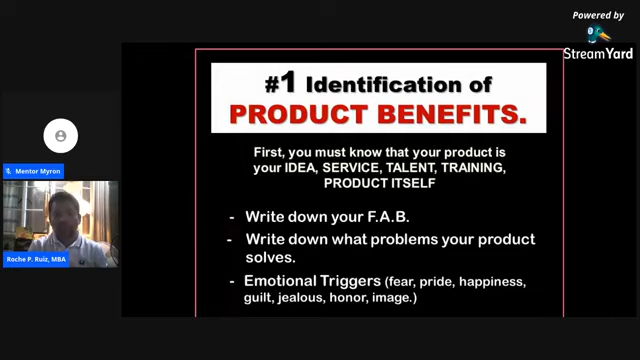 Powered by
StreamYard
#1 Identification of
PRODUCT BENEFITS.
First, you must know that your product is
your IDEA, SERVICE, TALENT, TRAINING,
PRODUCT ITSELF
- Write down your F.A.B.
- Write down what problems your product
solves.
- Emotional Triggers (fear, pride, happiness,
guilt, jealous, honor, image.)
Mentor Myron
Roche P. Ruiz, MBA